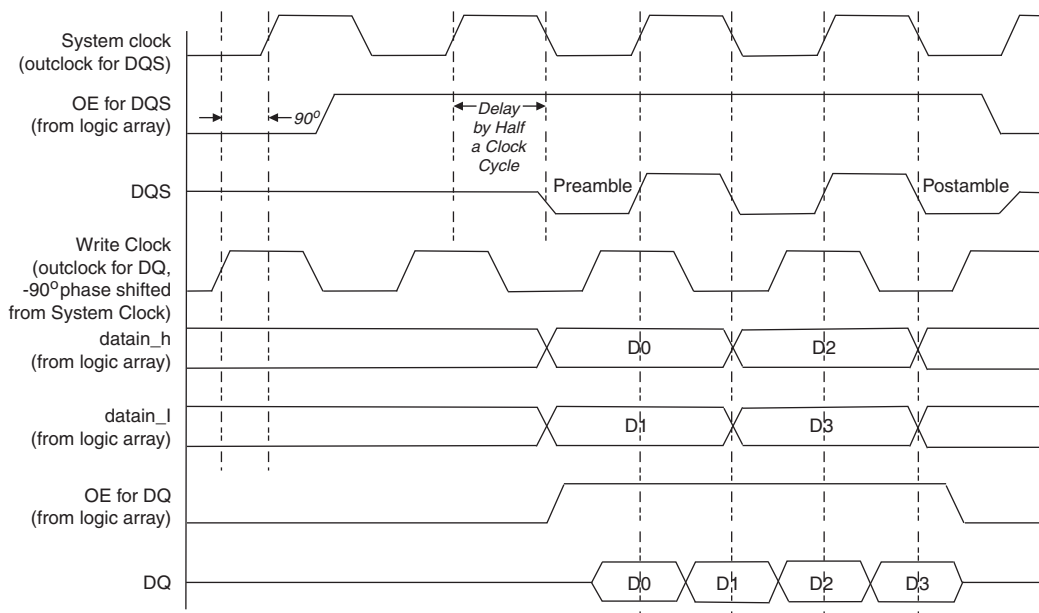 System clock
(outclock for DQS)
OE for DQS
(from logic array)
90°
Delay
by Half
a Clock
Cycle
DQS
Preamble
Postamble
Write Clock
(outclock for DQ,
-90° phase shifted
from System Clock)
datain_h
(from logic array)
D0
D2
datain_l
(from logic array)
D1
D3
OE for DQ
(from logic array)
DQ
D0
D1
D2
D3